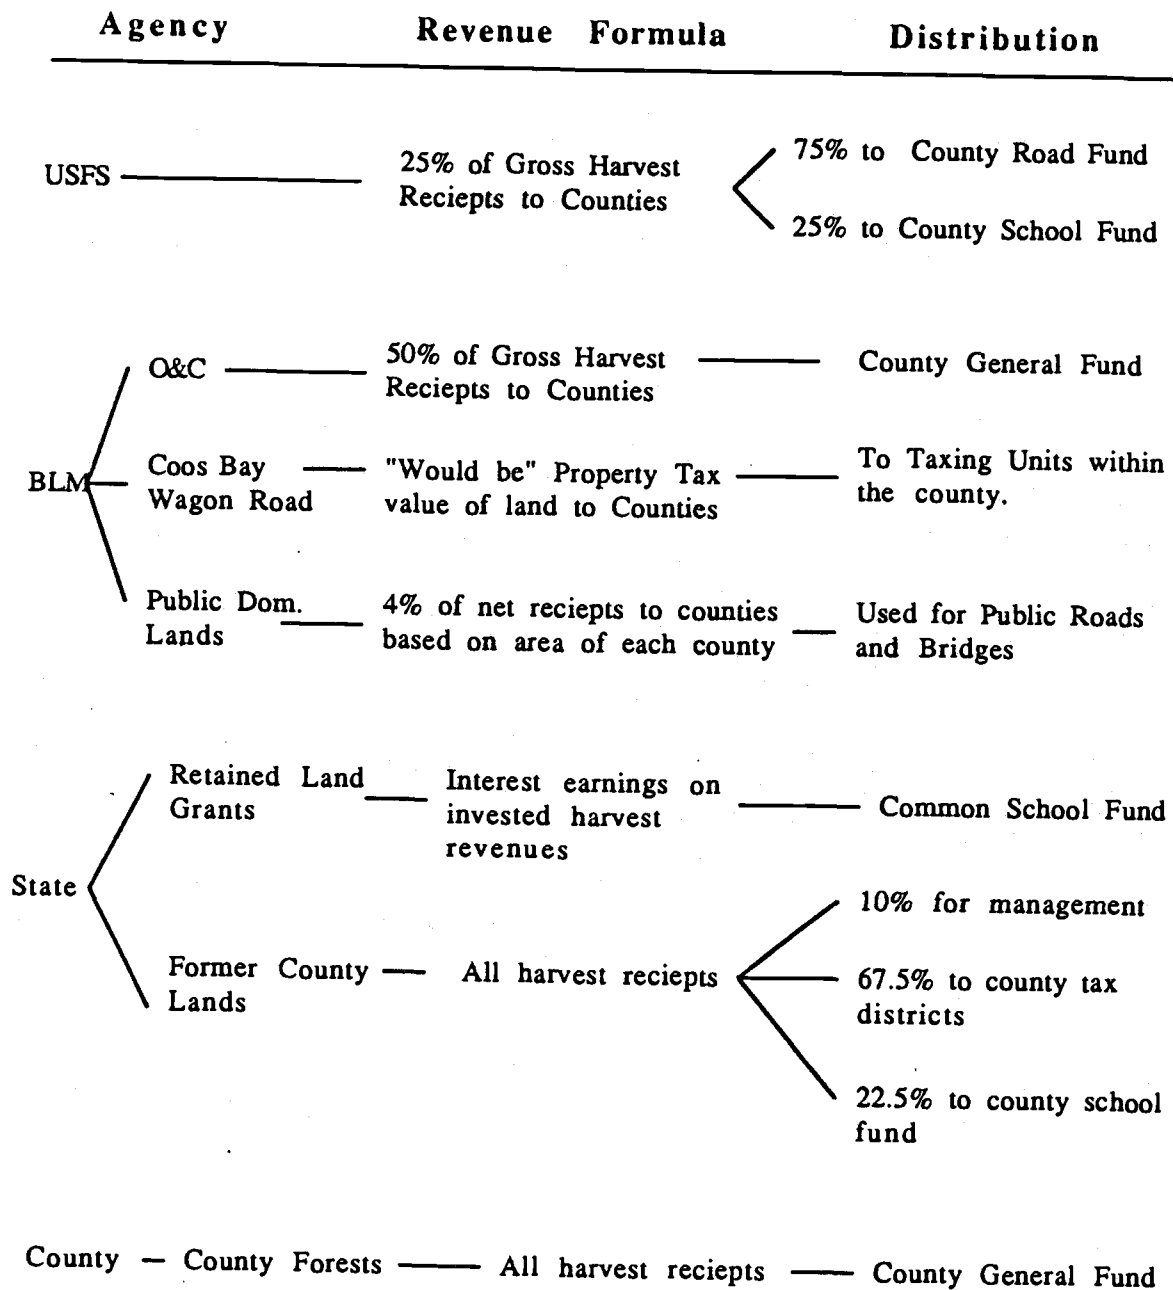 Agency Revenue Formula Distribution
USFS 25% of Gross Harvest 75% to County Road Fund
Reciepts to Counties
25% to County School Fund
O&C 50% of Gross Harvest County General Fund
Reciepts to Counties
BLM
Coos Bay "Would be" Property Tax To Taxing Units within
Wagon Road value of land to Counties the county.
Public Dom. 4% of net reciepts to counties Used for Public Roads
Lands based on area of each county and Bridges
State
Retained Land Interest earnings on Common School Fund
Grants invested harvest
revenues
10% for management
Former County All harvest reciepts 67.5% to county tax
Lands districts
22.5% to county school
fund
County – County Forests All harvest reciepts County General Fund